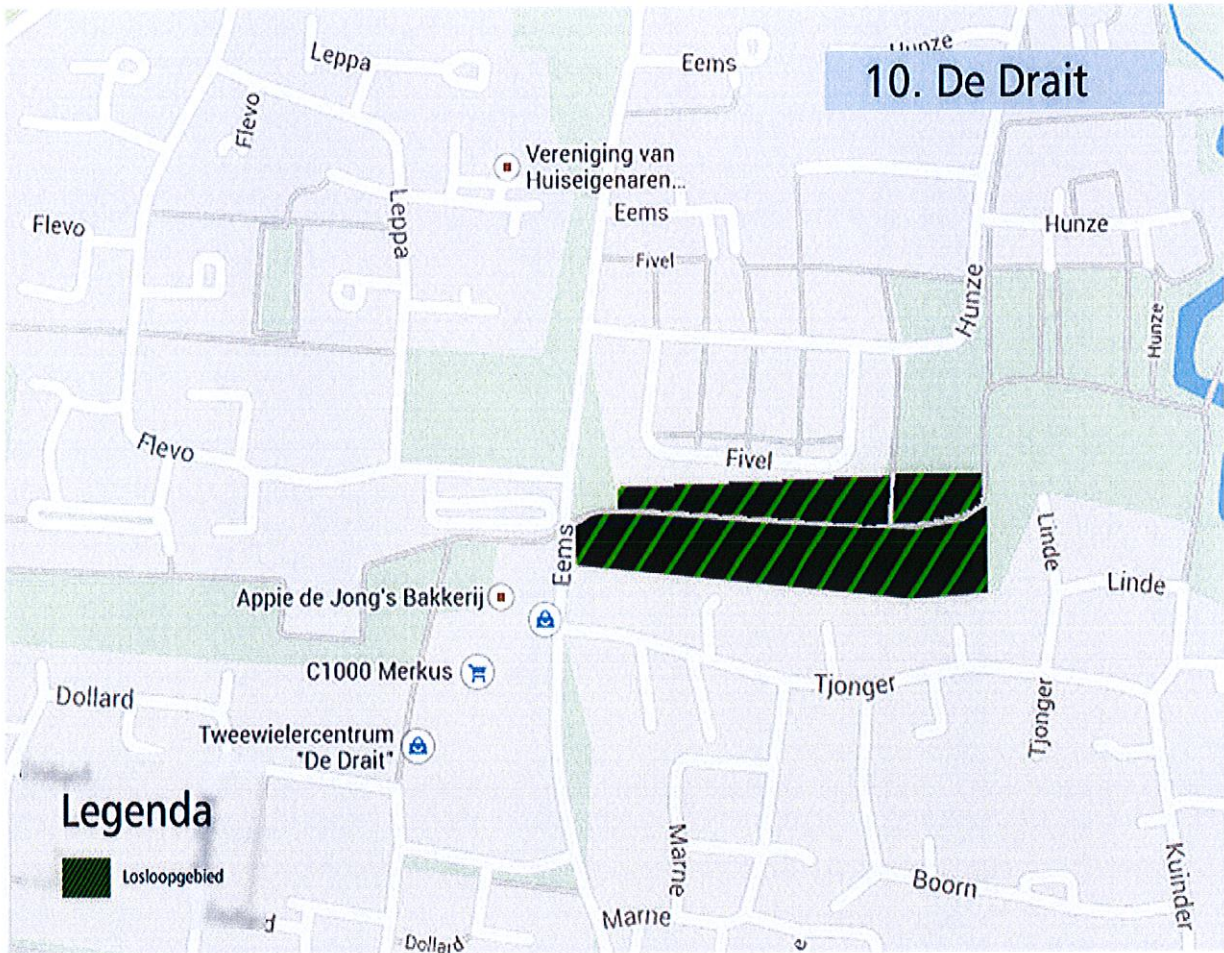 Leppa
Eems
Hunze
10. De Drait
Flevo
Vereniging van
Huiseigenaren...
Leppa
Eems
Flevo
Hunze
Fivel
Hunze
Hunze
Flevo
Fivel
Eems
Linde
Linde
Appie de Jong's Bakkerij
C1000 Merkus
Tjonger
Dollard
Tjonger
Tweewielercentrum
"De Drait"
Legenda
Losloopgebied
Marne
Boorn
Kuinder
Marne
Dollard